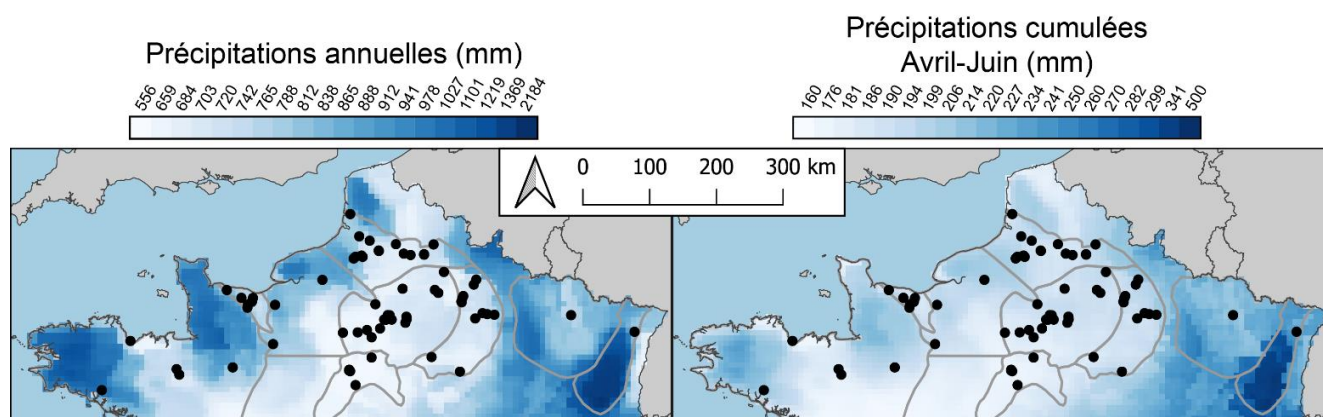 Précipitations annuelles (mm)
556 659 684 703 720 742 765 788 812 838 865 888 912 941 978 1027 1101 1219 1369 2184
Précipitations cumulées
Avril-Juin (mm)
160 176 181 186 190 194 199 206 214 220 227 234 241 250 260 270 282 299 341 500
0 100 200 300 km